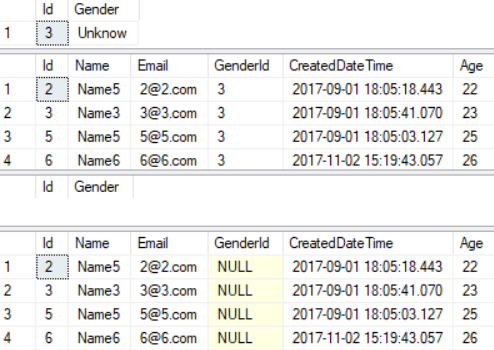 Id Gender
1 3 Unknow
Id Name Email GenderId CreatedDateTime Age
1 2 Name5 2@2.com 3 2017-09-01 18:05:18.443 22
2 3 Name3 3@3.com 3 2017-09-01 18:05:41.070 23
3 5 Name5 5@5.com 3 2017-09-01 18:05:03.127 25
4 6 Name6 6@6.com 3 2017-11-02 15:19:43.057 26
Id Gender
Id Name Email GenderId CreatedDateTime Age
1 2 Name5 2@2.com NULL 2017-09-01 18:05:18.443 22
2 3 Name3 3@3.com NULL 2017-09-01 18:05:41.070 23
3 5 Name5 5@5.com NULL 2017-09-01 18:05:03.127 25
4 6 Name6 6@6.com NULL 2017-11-02 15:19:43.057 26